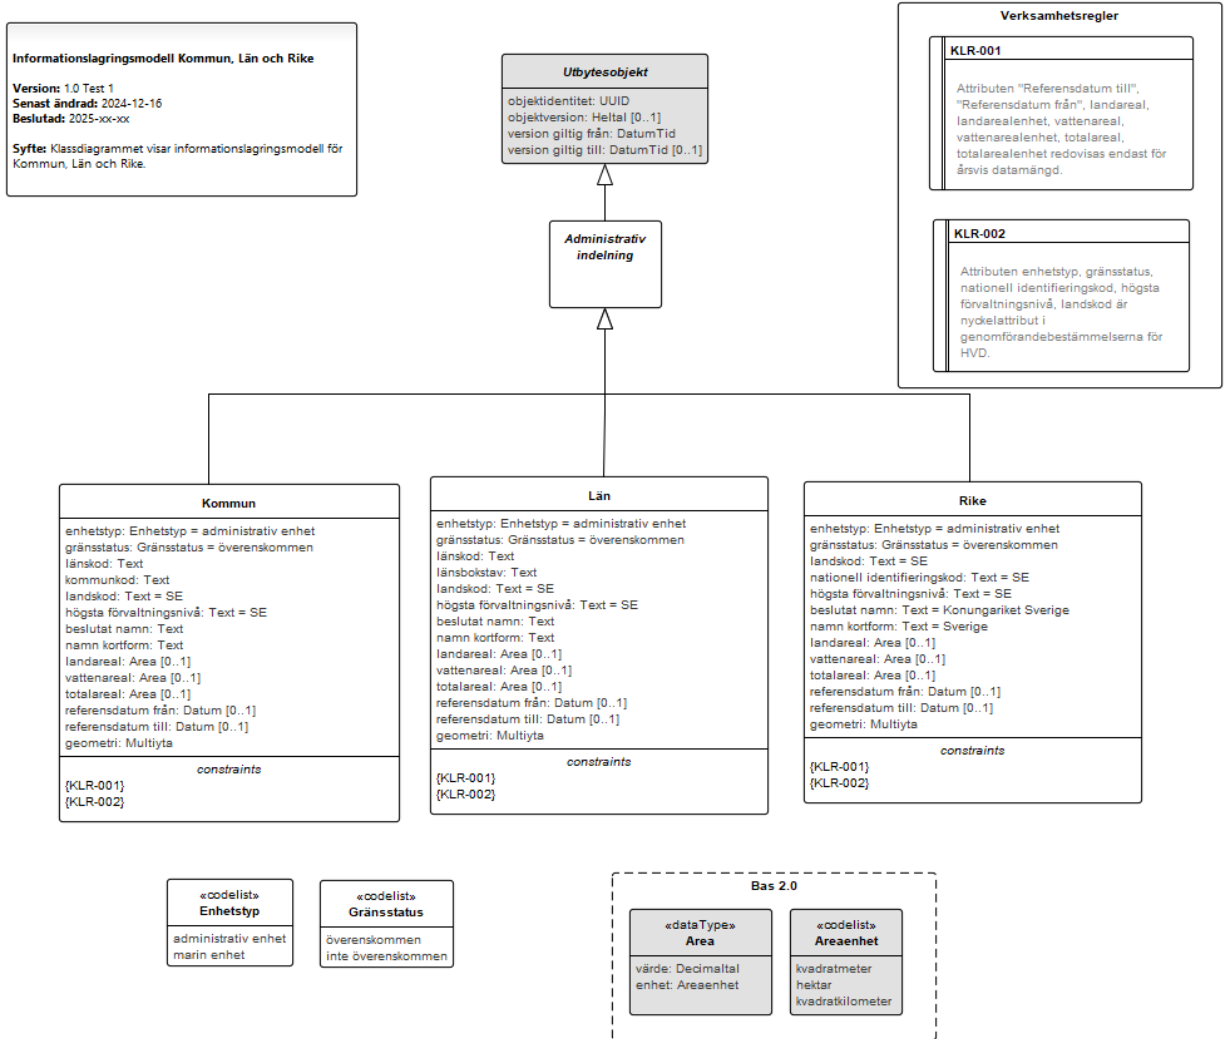 Informationslagringsmodell Kommun, Län och Rike
Version: 1.0 Test 1
Senast ändrad: 2024-12-16
Beslutad: 2025-xx-xx
Syfte: Klassdiagrammet visar informationslagringsmodell för
Kommun, Län och Rike.
Utbytesobjekt
objektidentitet: UUID
objektversion: Heltal [0..1]
version giltig från: DatumTid
version giltig till: DatumTid [0..1]
Administrativ
indelning
Verksamhetsregler
KLR-001
Attributen "Referensdatum till",
"Referensdatum från", landareal,
landarealenhet, vattenareal,
vattenarealenhet, totalareal,
totalarealenhet redovisas endast för
årsvis datamängd.
KLR-002
Attributen enhetstyp, gränsstatus,
nationell identifieringskod, högsta
förvaltningsnivå, landskod är
nyckelattribut i
genomförandebestämmelserna för
HVD.
Kommun
enhetstyp: Enhetstyp = administrativ enhet
gränsstatus: Gränsstatus = överenskommen
länskod: Text
kommunkod: Text
landskod: Text = SE
högsta förvaltningsnivå: Text = SE
beslutat namn: Text
namn kortform: Text
landareal: Area [0..1]
vattenareal: Area [0..1]
totalareal: Area [0..1]
referensdatum från: Datum [0..1]
referensdatum till: Datum [0..1]
geometri: Multiyta
constraints
{KLR-001}
{KLR-002}
Län
enhetstyp: Enhetstyp = administrativ enhet
gränsstatus: Gränsstatus = överenskommen
länskod: Text
länsbokstav: Text
landskod: Text = SE
högsta förvaltningsnivå: Text = SE
beslutat namn: Text
namn kortform: Text
landareal: Area [0..1]
vattenareal: Area [0..1]
totalareal: Area [0..1]
referensdatum från: Datum [0..1]
referensdatum till: Datum [0..1]
geometri: Multiyta
constraints
{KLR-001}
{KLR-002}
Rike
enhetstyp: Enhetstyp = administrativ enhet
gränsstatus: Gränsstatus = överenskommen
landskod: Text = SE
nationell identifieringskod: Text = SE
högsta förvaltningsnivå: Text = SE
beslutat namn: Text = Konungariket Sverige
namn kortform: Text = Sverige
landareal: Area [0..1]
vattenareal: Area [0..1]
totalareal: Area [0..1]
referensdatum från: Datum [0..1]
referensdatum till: Datum [0..1]
geometri: Multiyta
constraints
{KLR-001}
{KLR-002}
«codelist»
Enhetstyp
administrativ enhet
marin enhet
«codelist»
Gränsstatus
överenskommen
inte överenskommen
Bas 2.0
«dataType»
Area
värde: Decimaltal
enhet: Areaenhet
«codelist»
Areaenhet
kvadratmeter
hektar
kvadratkilometer